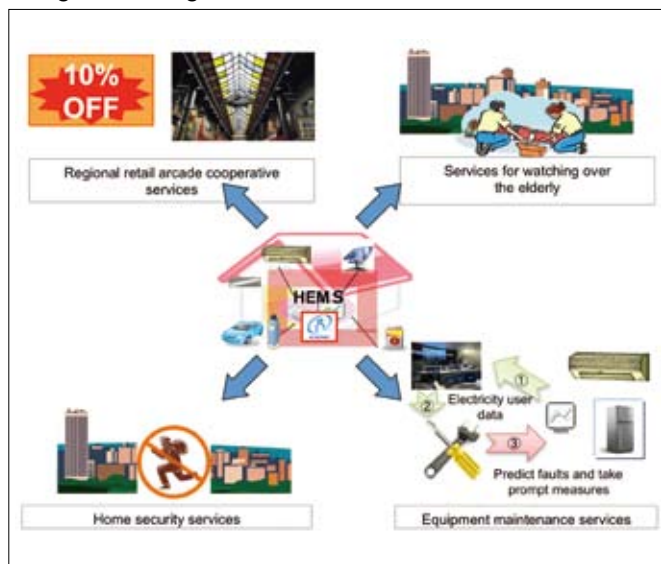 10%
OFF
Regional retail arcade cooperative
services
Services for watching over
the elderly
HEMS
①
②
Electricity user
data
③
Predict faults and take
prompt measures
Home security services
Equipment maintenance services